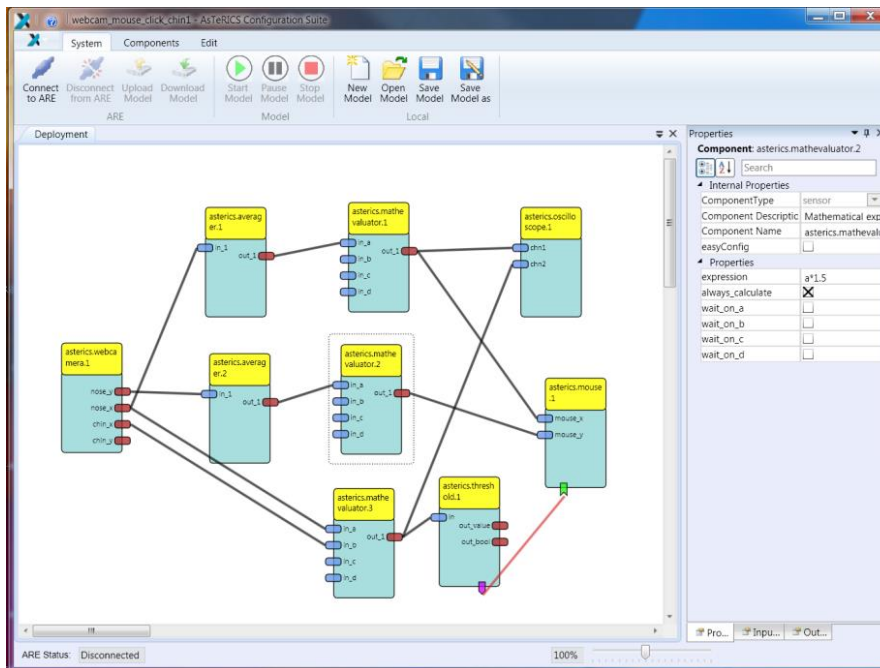 webcam_mouse_click_chin1 - AsTeRICS Configuration Suite
System Components Edit
Connect to ARE
Disconnect from ARE
Upload Model
Download Model
Start Model
Pause Model
Stop Model
New Model
Open Model
Save Model
Save Model as
ARE Model Local
Deployment
asterics.averag
er.1
in_1
out_1
asterics.mathe
valuator.1
in_a
in_b
in_c
in_d
out_1
asterics.oscillo
scope.1
chn1
chn2
asterics.webca
mera.1
nose_y
nose_x
chin_x
chin_y
asterics.averag
er.2
in_1
out_1
asterics.mathe
valuator.2
in_a
in_b
in_c
in_d
out_1
asterics.mouse
.1
mouse_x
mouse_y
asterics.mathe
valuator.3
in_a
in_b
in_c
in_d
out_1
asterics.thresh
old.1
in
out_value
out_bool
Properties
Component: asterics.mathevaluator.2
Search
Internal Properties
ComponentType sensor
Component Descriptic Mathematical exp
Component Name asterics.mathevalu
easyConfig
Properties
expression a*1.5
always_calculate
wait_on_a
wait_on_b
wait_on_c
wait_on_d
Pro... Inpu... Out...
ARE Status: Disconnected 100%